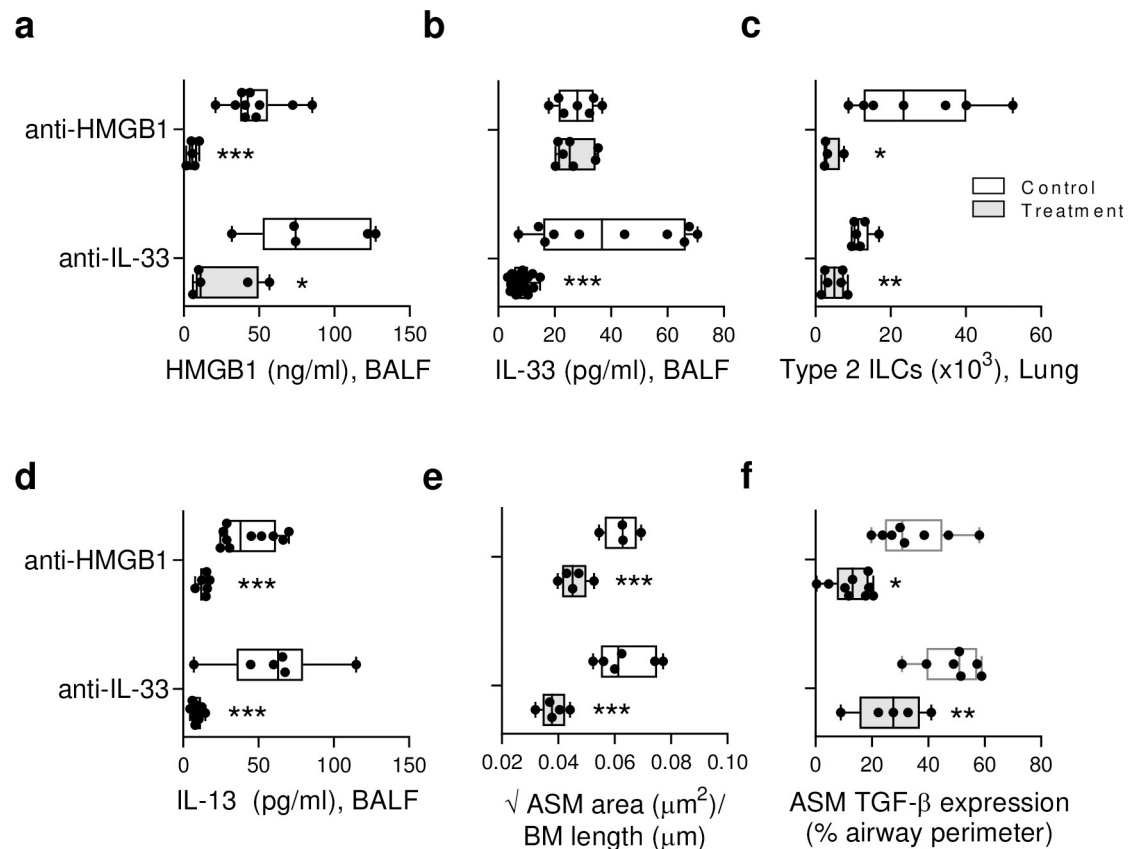 a
b
c
anti-HMGB1
***
*
Control
Treatment
anti-IL-33
*
***
**
0 50 100 150
0 20 40 60 80
0 20 40 60
HMGB1 (ng/ml), BALF
IL-33 (pg/ml), BALF
Type 2 ILCs (x10³), Lung
d
e
f
anti-HMGB1
***
***
*
anti-IL-33
***
***
**
0 50 100 150
0.02 0.04 0.06 0.08 0.10
0 20 40 60 80
IL-13 (pg/ml), BALF
√ ASM area (μm²)/
BM length (μm)
ASM TGF-β expression
(% airway perimeter)